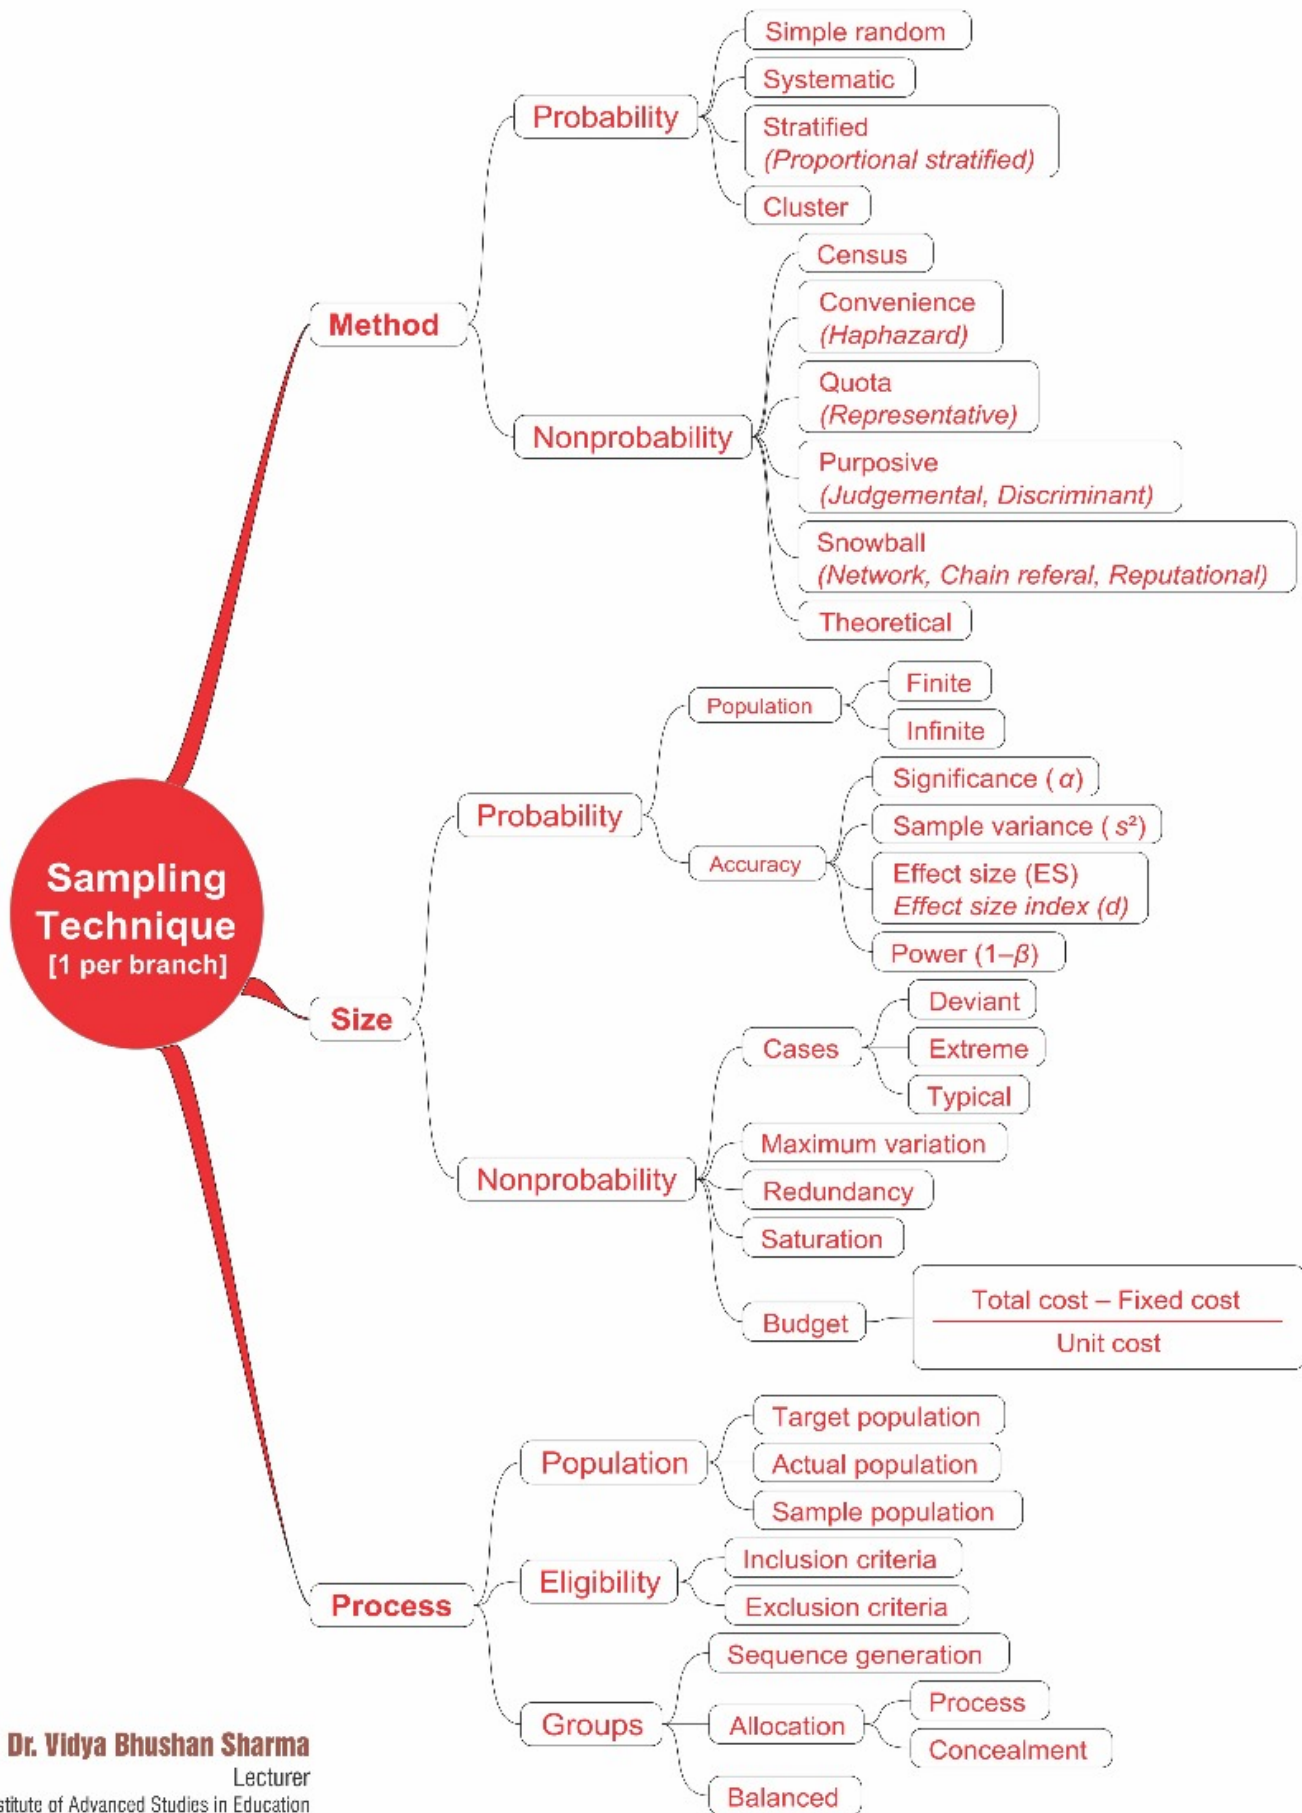 Simple random
Systematic
Probability
Stratified
(Proportional stratified)
Cluster
Census
Convenience
(Haphazard)
Method
Quota
(Representative)
Nonprobability
Purposive
(Judgemental, Discriminant)
Snowball
(Network, Chain referal, Reputational)
Theoretical
Population
Finite
Infinite
Probability
Significance (α)
Sample variance (s²)
Accuracy
Effect size (ES)
Effect size index (d)
Power (1–β)
Sampling
Technique
[1 per branch]
Size
Cases
Deviant
Extreme
Typical
Maximum variation
Nonprobability
Redundancy
Saturation
Budget
Total cost – Fixed cost
Unit cost
Target population
Population
Actual population
Sample population
Inclusion criteria
Eligibility
Exclusion criteria
Process
Sequence generation
Groups
Allocation
Process
Concealment
Balanced
Dr. Vidya Bhushan Sharma
Lecturer
stitute of Advanced Studies in Education